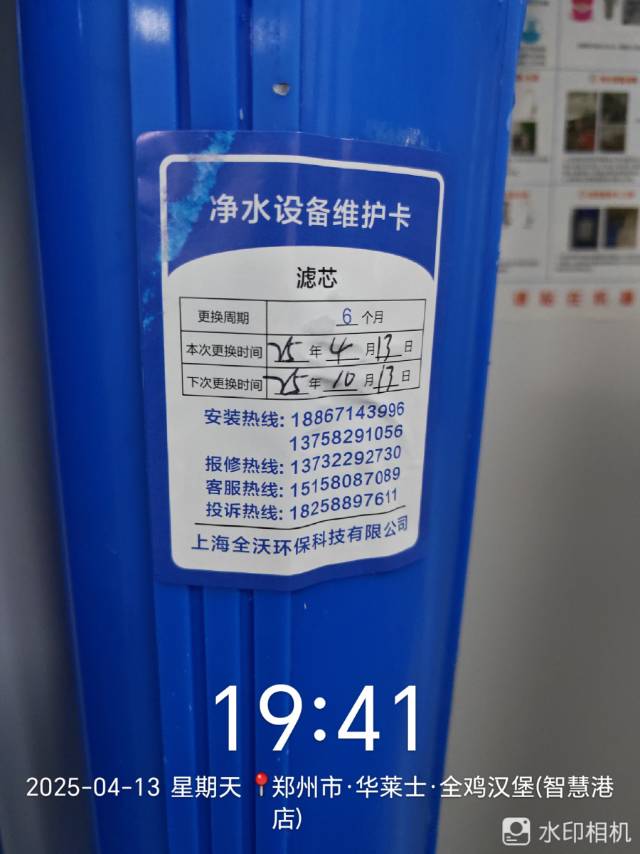 净水设备维护卡
滤芯
更换周期 6 个月
本次更换时间 25 年 4 月 13 日
下次更换时间 25 年 10 月 13 日
安装热线: 18867143996
13758291056
报修热线: 13732292730
客服热线: 15158087089
投诉热线: 18258897611
上海全沃环保科技有限公司
19:41
2025-04-13 星期天 郑州市·华莱士·全鸡汉堡(智慧港
店)
水印相机